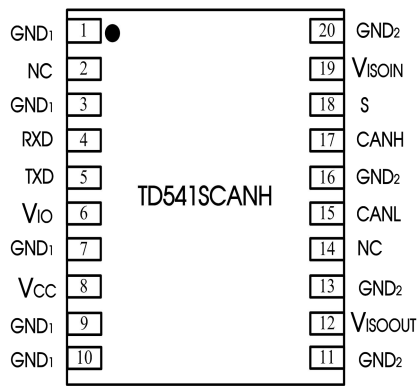 GND1 1 20 GND2
NC 2 19 VISOIN
GND1 3 18 S
RXD 4 17 CANH
TXD 5 16 GND2
TD541SCANH
VIO 6 15 CANL
GND1 7 14 NC
VCC 8 13 GND2
GND1 9 12 VISOOUT
GND1 10 11 GND2